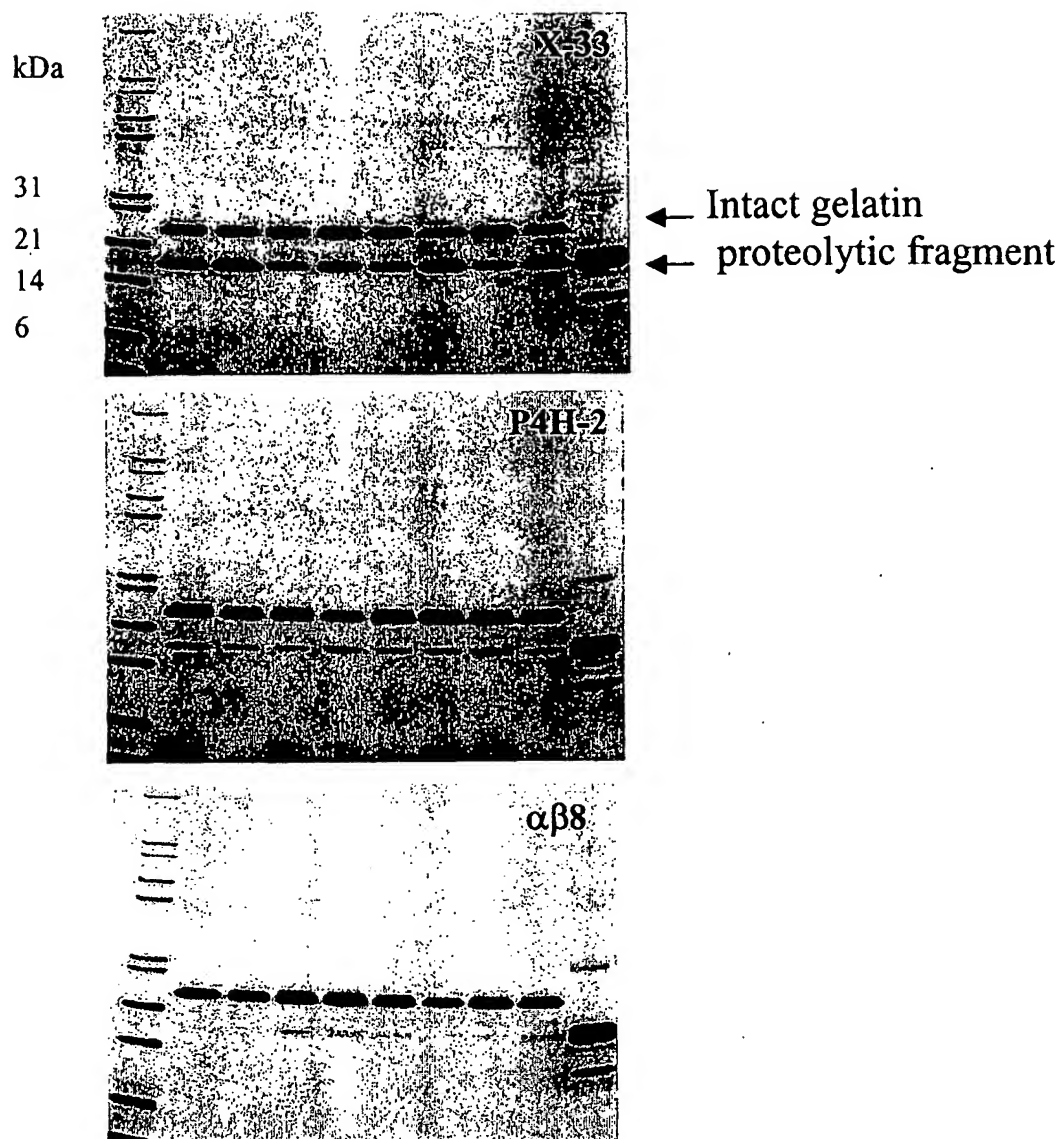 X-33
kDa
31
Intact gelatin
21
proteolytic fragment
14
6
P4H-2
αβ8